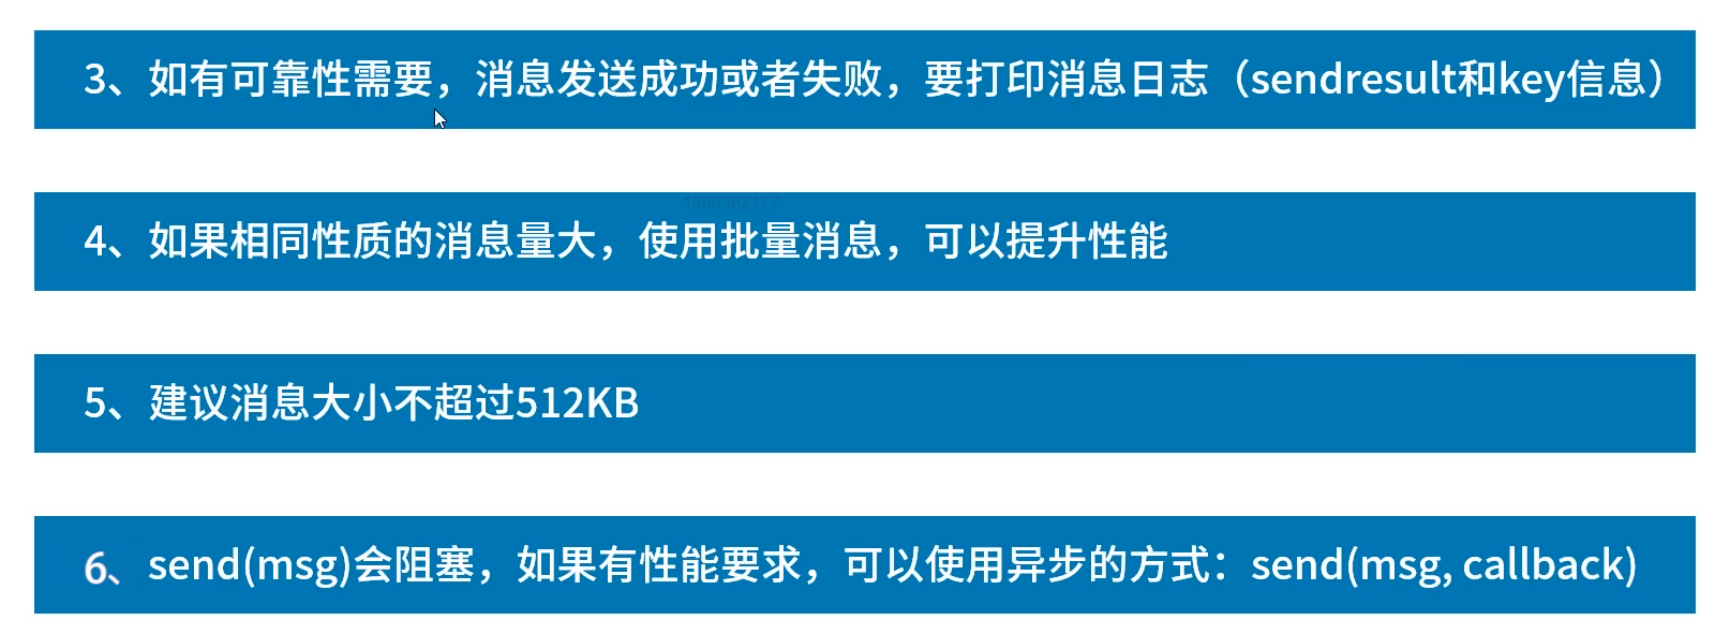 3、如有可靠性需要，消息发送成功或者失败，要打印消息日志（sendresult和key信息）
1388362177
4、如果相同性质的消息量大，使用批量消息，可以提升性能
5、建议消息大小不超过512KB
6、send(msg)会阻塞，如果有性能要求，可以使用异步的方式：send(msg, callback)